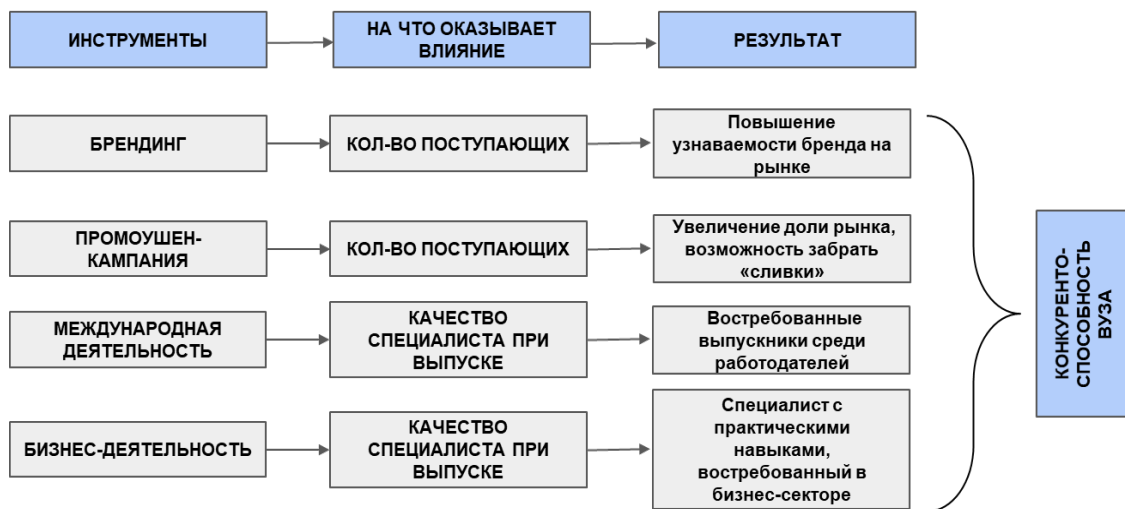 ИНСТРУМЕНТЫ
НА ЧТО ОКАЗЫВАЕТ
ВЛИЯНИЕ
РЕЗУЛЬТАТ
БРЕНДИНГ
КОЛ-ВО ПОСТУПАЮЩИХ
Повышение
узнаваемости бренда на
рынке
ПРОМОУШЕН-
КАМПАНИЯ
КОЛ-ВО ПОСТУПАЮЩИХ
Увеличение доли рынка,
возможность забрать
«сливки»
МЕЖДУНАРОДНАЯ
ДЕЯТЕЛЬНОСТЬ
КАЧЕСТВО
СПЕЦИАЛИСТА ПРИ
ВЫПУСКЕ
Востребованные
выпускники среди
работодателей
БИЗНЕС-ДЕЯТЕЛЬНОСТЬ
КАЧЕСТВО
СПЕЦИАЛИСТА ПРИ
ВЫПУСКЕ
Специалист с
практическими
навыками,
востребованный в
бизнес-секторе
КОНКУРЕНТО-
СПОСОБНОСТЬ
ВУЗА